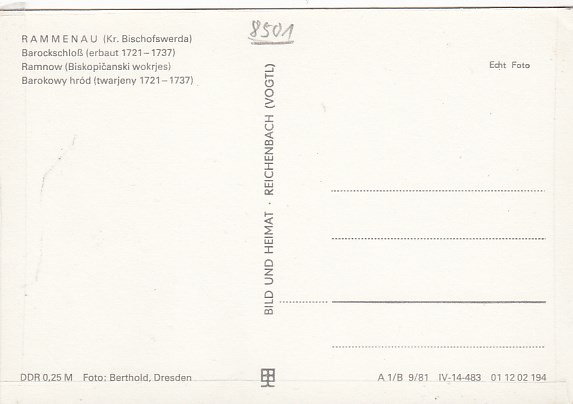 8501
RAMMENAU (Kr. Bischofswerda)
Barockschloß (erbaut 1721–1737)
Ramnow (Biskopičanski wokrjes)
Barokowy hród (twarjeny 1721–1737)
Echt Foto
BILD UND HEIMAT · REICHENBACH (VOGTL)
DDR 0,25 M Foto: Berthold, Dresden
A 1/B 9/81 IV-14-483 01 12 02 194